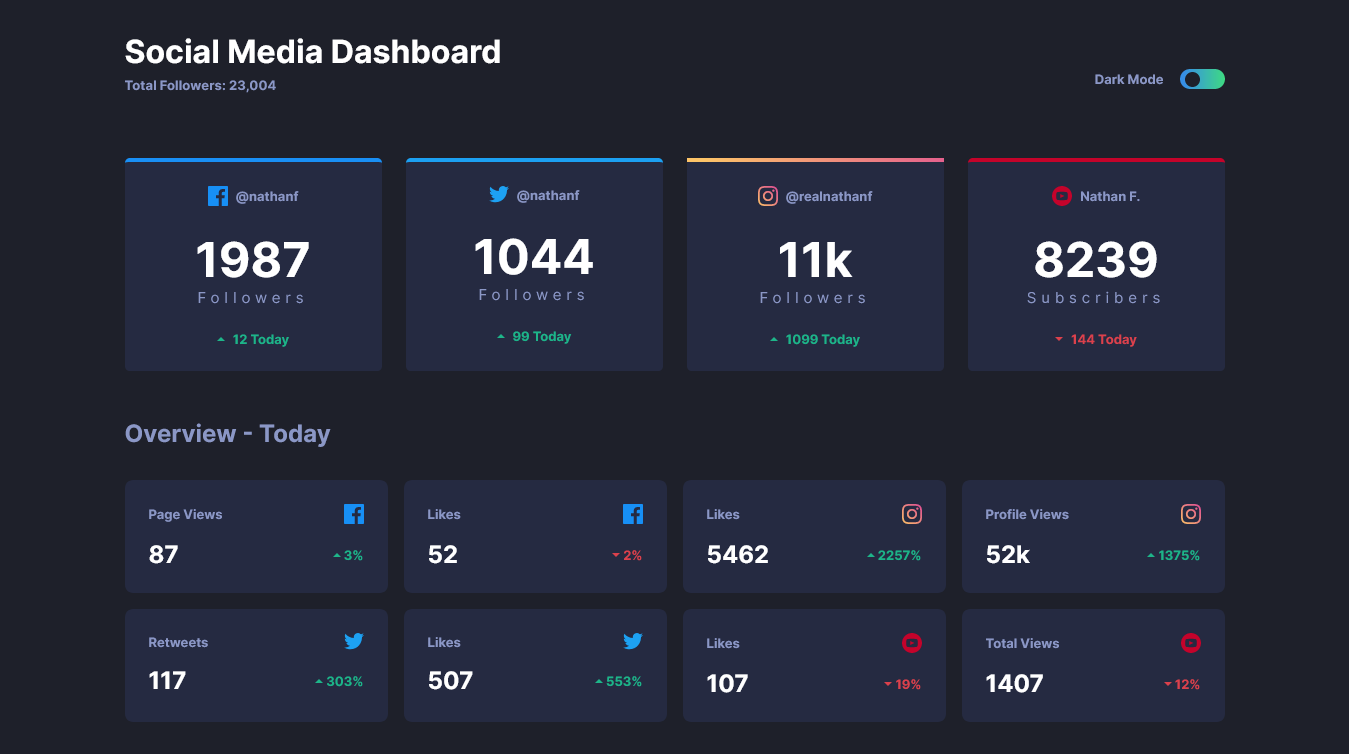 Social Media Dashboard
Total Followers: 23,004
Dark Mode
@nathanf
1987
Followers
12 Today
@nathanf
1044
Followers
99 Today
@realnathanf
11k
Followers
1099 Today
Nathan F.
8239
Subscribers
144 Today
Overview - Today
Page Views
87
3%
Likes
52
2%
Likes
5462
2257%
Profile Views
52k
1375%
Retweets
117
303%
Likes
507
553%
Likes
107
19%
Total Views
1407
12%